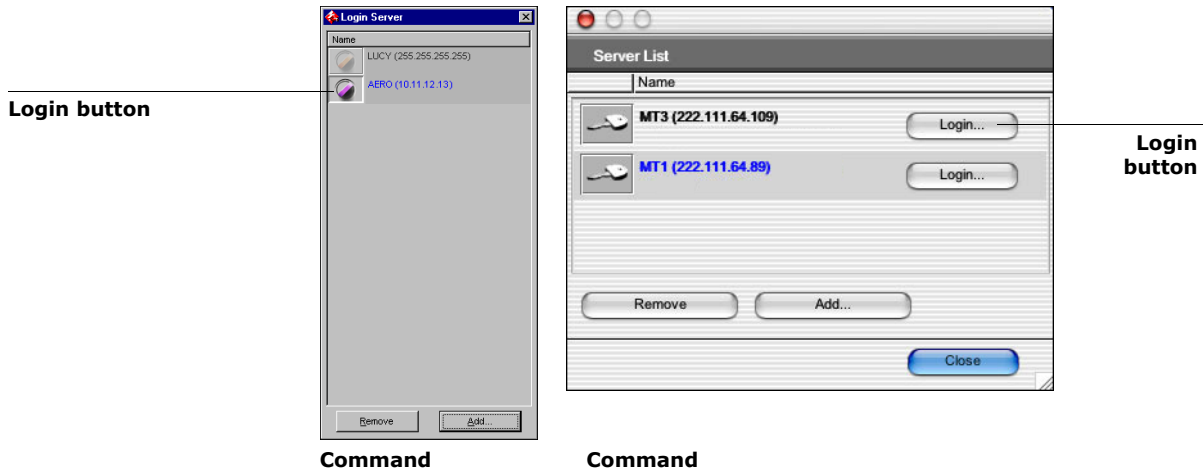 Login Server
Name
LUCY (255.255.255.255)
AERO (10.11.12.13)
Login button
Remove
Add...
Command
Server List
Name
MT3 (222.111.64.109)
Login...
MT1 (222.111.64.89)
Login...
Login
button
Remove
Add...
Close
Command